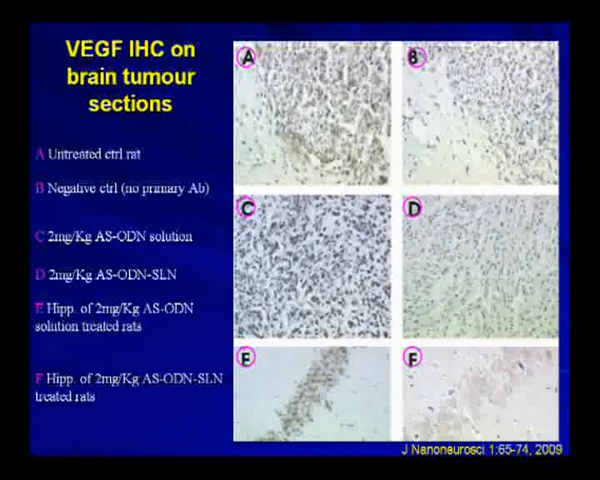 VEGF IHC on
brain tumour
sections
A Untreated ctrl rat
B Negative ctrl (no primary Ab)
C 2mg/Kg AS-ODN solution
D 2mg/Kg AS-ODN-SLN
E Hipp. of 2mg/Kg AS-ODN
solution treated rats
F Hipp. of 2mg/Kg AS-ODN-SLN
treated rats
A
B
C
D
E
F
J Nanoneurosci 1:65-74, 2009